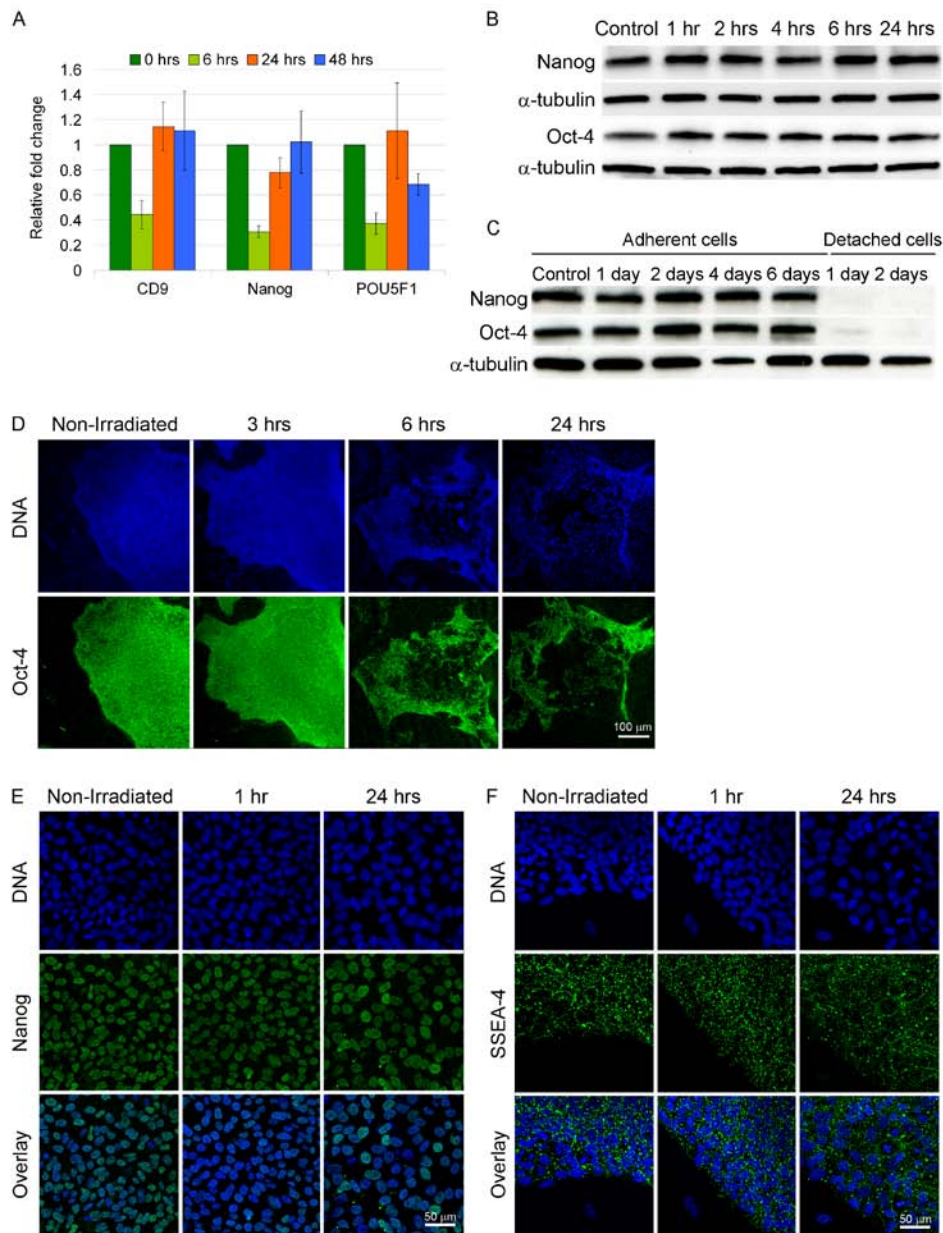 A
0 hrs 6 hrs 24 hrs 48 hrs
Relative fold change
1.6
1.4
1.2
1
0.8
0.6
0.4
0.2
0
CD9 Nanog POU5F1
B
Control 1 hr 2 hrs 4 hrs 6 hrs 24 hrs
Nanog
α-tubulin
Oct-4
α-tubulin
C
Adherent cells Detached cells
Control 1 day 2 days 4 days 6 days 1 day 2 days
Nanog
Oct-4
α-tubulin
D
Non-Irradiated 3 hrs 6 hrs 24 hrs
DNA
Oct-4
100 μm
E
Non-Irradiated 1 hr 24 hrs
DNA
Nanog
Overlay
50 μm
F
Non-Irradiated 1 hr 24 hrs
DNA
SSEA-4
Overlay
50 μm